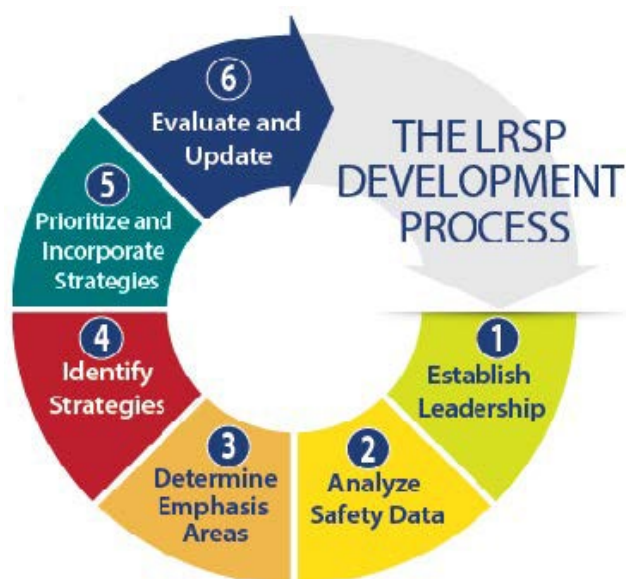 THE LRSP
DEVELOPMENT
PROCESS
1
Establish
Leadership
2
Analyze
Safety Data
3
Determine
Emphasis
Areas
4
Identify
Strategies
5
Prioritize and
Incorporate
Strategies
6
Evaluate and
Update